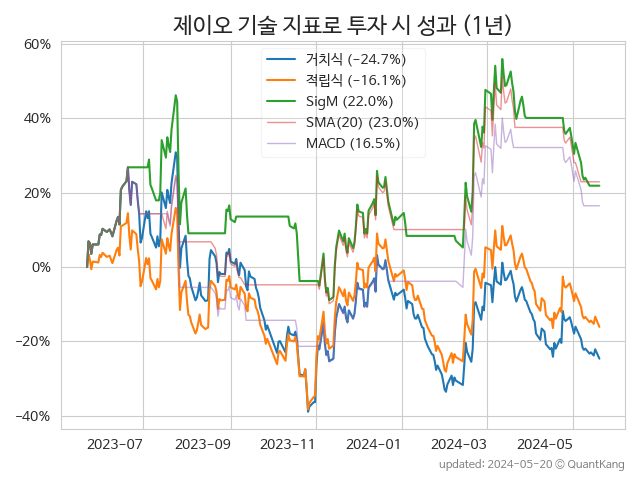 제이오 기술 지표로 투자 시 성과 (1년)
60%
40%
20%
0%
−20%
−40%
거치식 (−24.7%)
적립식 (−16.1%)
SigM (22.0%)
SMA(20) (23.0%)
MACD (16.5%)
2023-07 2023-09 2023-11 2024-01 2024-03 2024-05
updated: 2024-05-20 © QuantKang